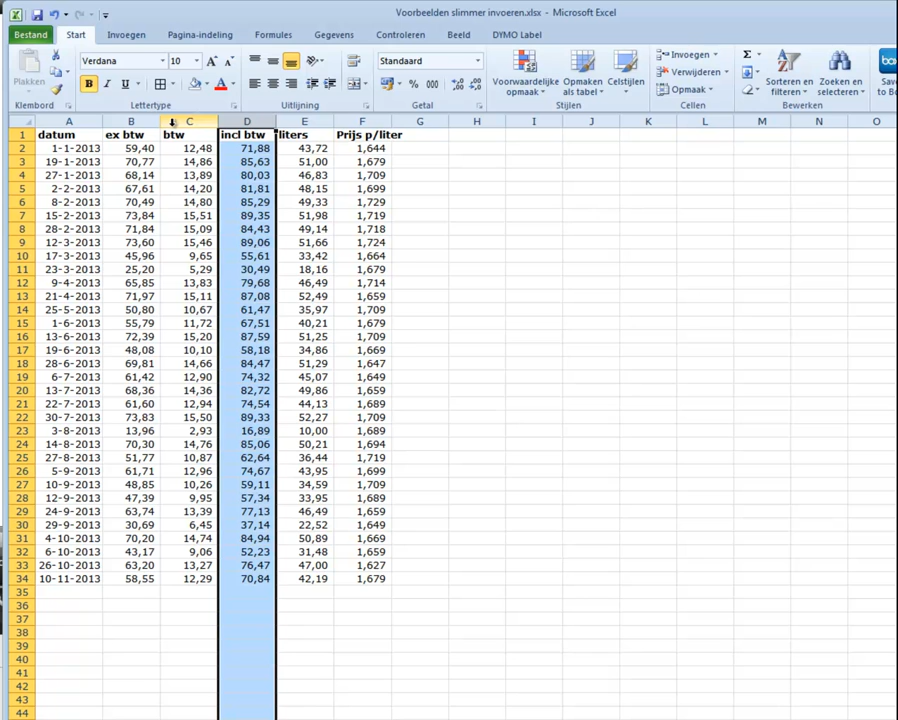 Voorbeelden slimmer invoeren.xlsx - Microsoft Excel
Bestand Start Invoegen Pagina-indeling Formules Gegevens Controleren Beeld DYMO Label
Verdana 10 Standaard Invoegen
Plakken Voorwaardelijke opmaak Opmaken als tabel Celstijlen Verwijderen Sorteren en filteren Zoeken en selecteren Save to Bo
Opmaak
Klembord Lettertype Uitlijning Getal Stijlen Cellen Bewerken
A B C D E F G H I J K L M N O
1 datum ex btw btw incl btw liters Prijs p/liter
2 1-1-2013 59,40 12,48 71,88 43,72 1,644
3 19-1-2013 70,77 14,86 85,63 51,00 1,679
4 27-1-2013 68,14 13,89 80,03 46,83 1,709
5 2-2-2013 67,61 14,20 81,81 48,15 1,699
6 8-2-2013 70,49 14,80 85,29 49,33 1,729
7 15-2-2013 73,84 15,51 89,35 51,98 1,719
8 28-2-2013 71,84 15,09 84,43 49,14 1,718
9 12-3-2013 73,60 15,46 89,06 51,66 1,724
10 17-3-2013 45,96 9,65 55,61 33,42 1,664
11 23-3-2013 25,20 5,29 30,49 18,16 1,679
12 9-4-2013 65,85 13,83 79,68 46,49 1,714
13 21-4-2013 71,97 15,11 87,08 52,49 1,659
14 25-5-2013 50,80 10,67 61,47 35,97 1,709
15 1-6-2013 55,79 11,72 67,51 40,21 1,679
16 13-6-2013 72,39 15,20 87,59 51,25 1,709
17 19-6-2013 48,08 10,10 58,18 34,86 1,669
18 28-6-2013 69,81 14,66 84,47 51,29 1,647
19 6-7-2013 61,42 12,90 74,32 45,07 1,649
20 13-7-2013 68,36 14,36 82,72 49,86 1,659
21 22-7-2013 61,60 12,94 74,54 44,13 1,689
22 30-7-2013 73,83 15,50 89,33 52,27 1,709
23 3-8-2013 13,96 2,93 16,89 10,00 1,689
24 14-8-2013 70,30 14,76 85,06 50,21 1,694
25 27-8-2013 51,77 10,87 62,64 36,44 1,719
26 5-9-2013 61,71 12,96 74,67 43,95 1,699
27 10-9-2013 48,85 10,26 59,11 34,59 1,709
28 12-9-2013 47,39 9,95 57,34 33,95 1,689
29 24-9-2013 63,74 13,39 77,13 46,49 1,659
30 29-9-2013 30,69 6,45 37,14 22,52 1,649
31 4-10-2013 70,20 14,74 84,94 50,89 1,669
32 6-10-2013 43,17 9,06 52,23 31,48 1,659
33 26-10-2013 63,20 13,27 76,47 47,00 1,627
34 10-11-2013 58,55 12,29 70,84 42,19 1,679
35
36
37
38
39
40
41
42
43
44